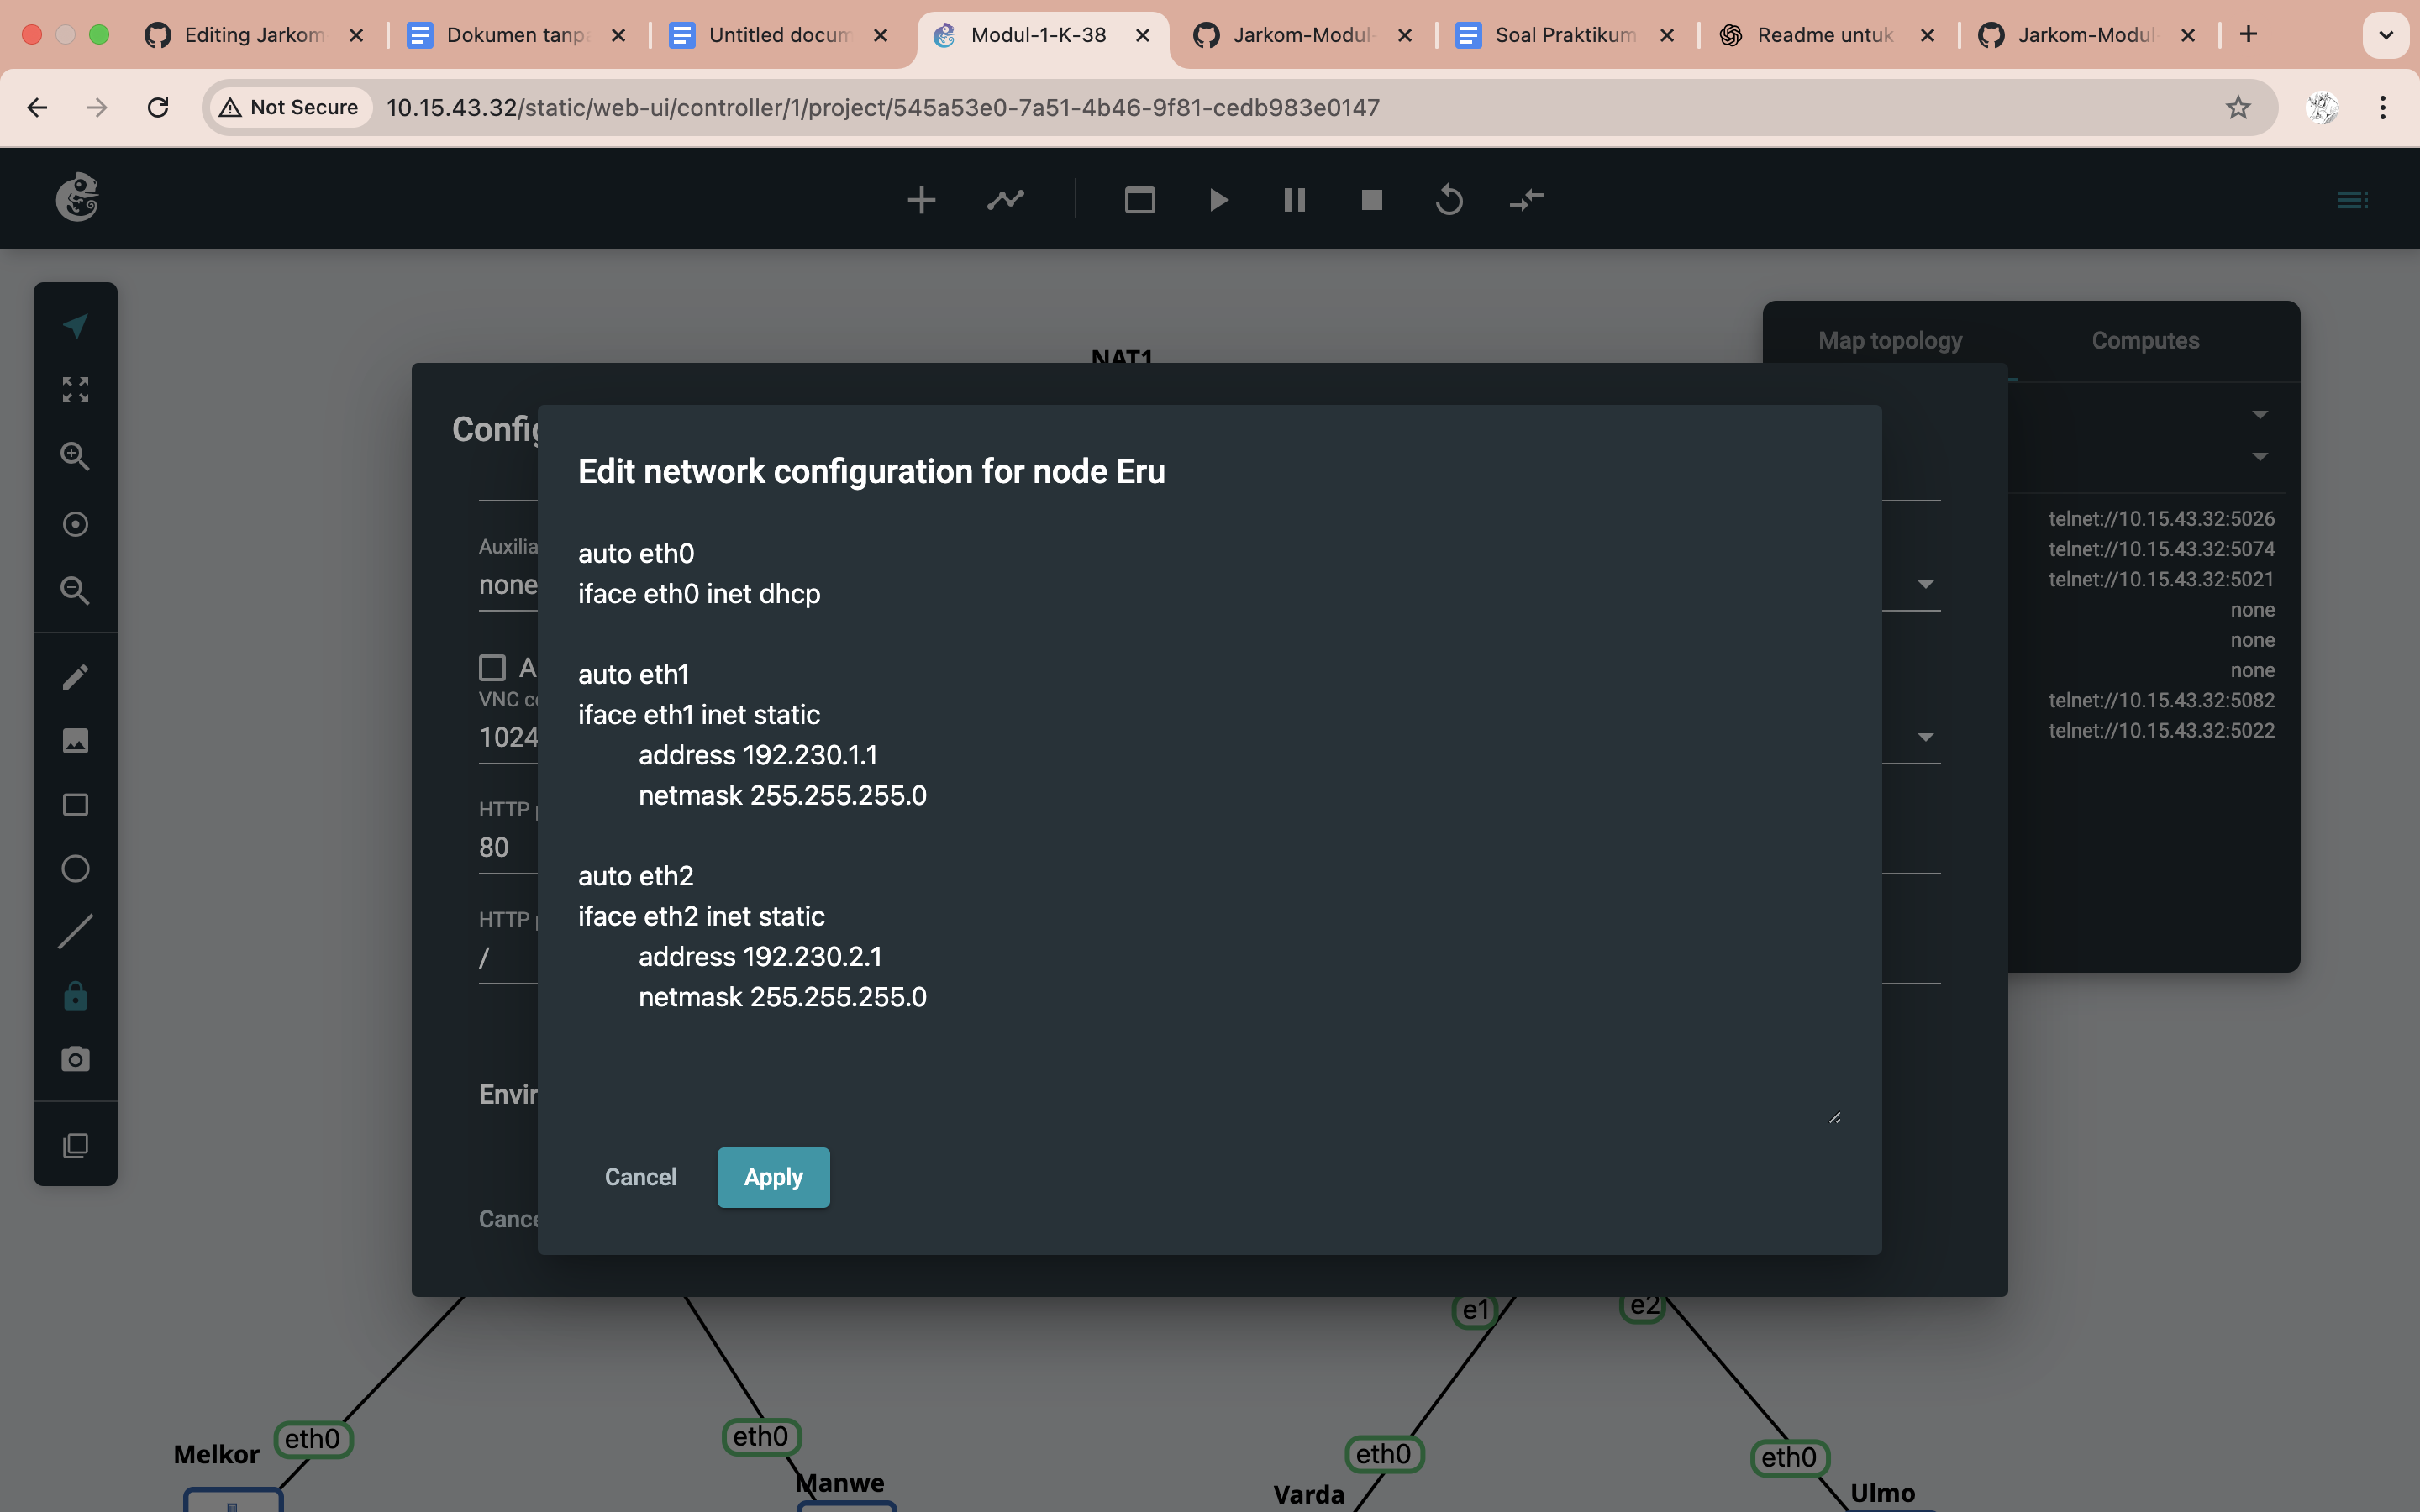 Editing Jarkom
Dokumen tanp
Untitled docum
Modul-1-K-38
Jarkom-Modul-
Soal Praktikum
Readme untuk
Jarkom-Modul
Not Secure
10.15.43.32/static/web-ui/controller/1/project/545a53e0-7a51-4b46-9f81-cedb983e0147
NAT1
Map topology
Computes
Config
Edit network configuration for node Eru
auto eth0
iface eth0 inet dhcp
auto eth1
iface eth1 inet static
address 192.230.1.1
netmask 255.255.255.0
auto eth2
iface eth2 inet static
address 192.230.2.1
netmask 255.255.255.0
Cancel
Apply
Auxilia
none
A
VNC co
1024
HTTP p
80
HTTP p
/
Envir
Cance
telnet://10.15.43.32:5026
telnet://10.15.43.32:5074
telnet://10.15.43.32:5021
none
none
none
telnet://10.15.43.32:5082
telnet://10.15.43.32:5022
e1
e2
Melkor
eth0
eth0
Manwe
eth0
Varda
eth0
Ulmo